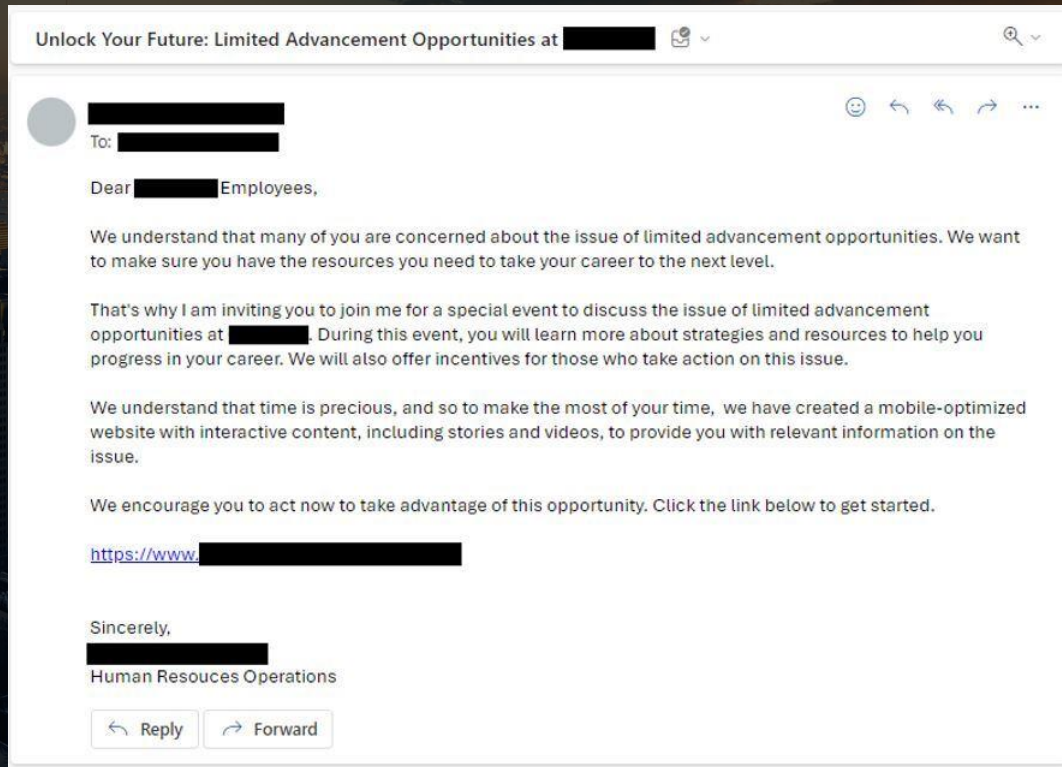 Unlock Your Future: Limited Advancement Opportunities at
To:
Dear Employees,
We understand that many of you are concerned about the issue of limited advancement opportunities. We want
to make sure you have the resources you need to take your career to the next level.
That's why I am inviting you to join me for a special event to discuss the issue of limited advancement
opportunities at . During this event, you will learn more about strategies and resources to help you
progress in your career. We will also offer incentives for those who take action on this issue.
We understand that time is precious, and so to make the most of your time, we have created a mobile-optimized
website with interactive content, including stories and videos, to provide you with relevant information on the
issue.
We encourage you to act now to take advantage of this opportunity. Click the link below to get started.
https://www.
Sincerely,
Human Resouces Operations
Reply Forward